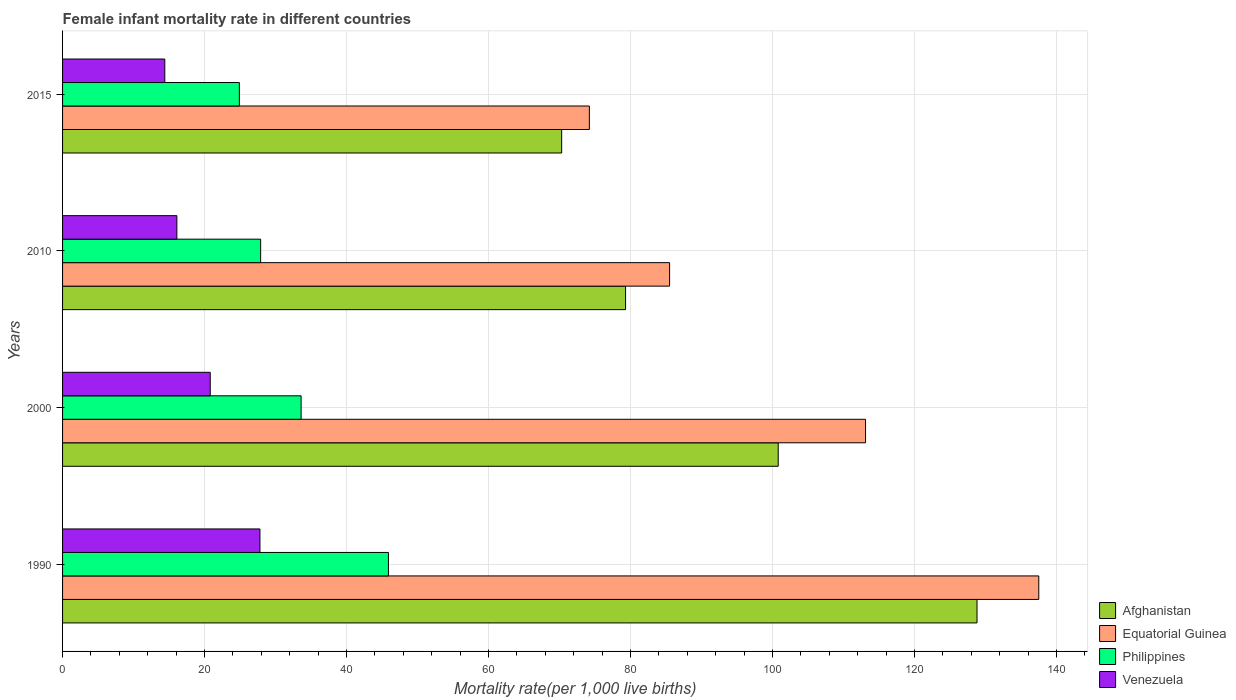 Female infant mortality rate in different countries
2015
2010
2000
1990
Years
0
20
40
60
80
100
120
140
Mortality rate(per 1,000 live births)
Afghanistan
Equatorial Guinea
Philippines
Venezuela